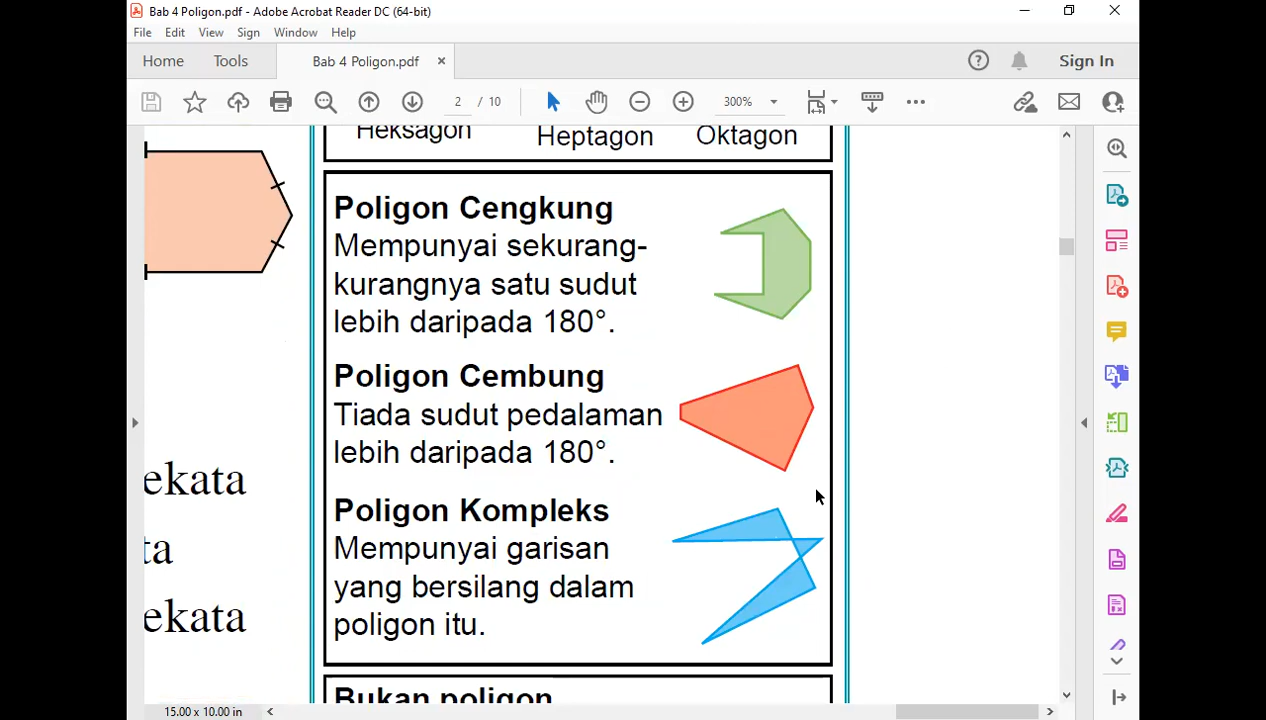 Bab 4 Poligon.pdf - Adobe Acrobat Reader DC (64-bit)
File Edit View Sign Window Help
Home Tools Bab 4 Poligon.pdf × Sign In
2 / 10 300%
Heksagon Heptagon Oktagon
Poligon Cengkung
Mempunyai sekurang-
kurangnya satu sudut
lebih daripada 180°.
Poligon Cembung
Tiada sudut pedalaman
lebih daripada 180°.
Poligon Kompleks
Mempunyai garisan
yang bersilang dalam
poligon itu.
Bukan poligon
ekata
ta
ekata
15.00 x 10.00 in